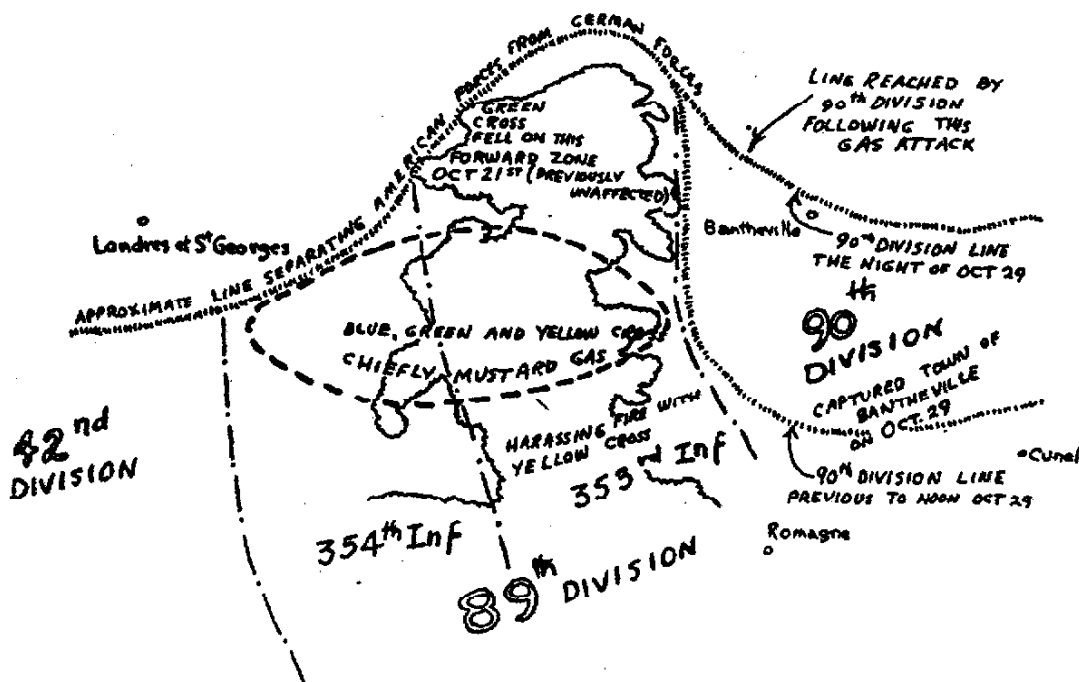 APPROXIMATE LINE SEPARATING AMERICAN FORCES FROM GERMAN FORCES
LINE REACHED BY
90th DIVISION
FOLLOWING THIS
GAS ATTACK
GREEN
CROSS
FELL ON THIS
FORWARD ZONE
OCT 21ST (PREVIOUSLY
UNAFFECTED)
Landres et St Georges
Bantheville
90th DIVISION LINE
THE NIGHT OF OCT 29
90th
DIVISION
BLUE, GREEN AND YELLOW CROSS
CHIEFLY MUSTARD GAS
CAPTURED TOWN OF
BANTHEVILLE
ON OCT. 29
42nd
DIVISION
HARASSING FIRE WITH
YELLOW CROSS
353rd Inf
Cunel
90th DIVISION LINE
PREVIOUS TO NOON OCT 29
354th Inf
Romagne
89th DIVISION